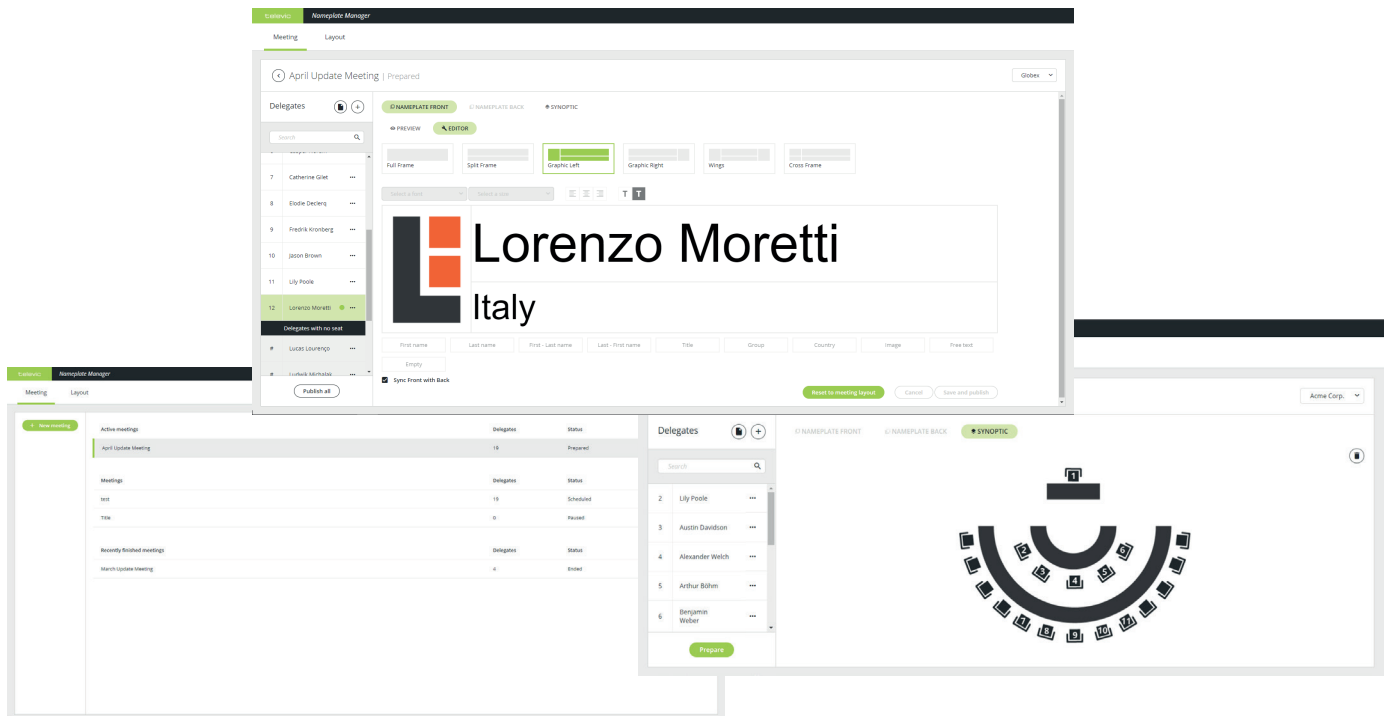 televic Nameplate Manager
Meeting Layout
April Update Meeting | Prepared
Globex
Delegates
NAMEPLATE FRONT NAMEPLATE BACK SYNOPTIC
PREVIEW EDITOR
Search
Full Frame Split Frame Graphic Left Graphic Right Wings Cross Frame
Select a font Select a size
T T
7 Catherine Gilet
8 Elodie Declerq
9 Fredrik Kronberg
10 Jason Brown
11 Lily Poole
12 Lorenzo Moretti
Delegates with no seat
# Lucas Lourenço
# Ludwik Michalak
Publish all
Lorenzo Moretti
Italy
First name Last name First - Last name Last - First name Title Group Country Image Free text
Empty
Sync Front with Back
Reset to meeting layout Cancel Save and publish
televic Nameplate Manager
Meeting Layout
+ New meeting
Active meetings Delegates Status
April Update Meeting 19 Prepared
Meetings Delegates Status
test 19 Scheduled
Title 0 Paused
Recently finished meetings Delegates Status
March Update Meeting 4 Ended
Acme Corp.
Delegates
NAMEPLATE FRONT NAMEPLATE BACK SYNOPTIC
Search
2 Lily Poole
3 Austin Davidson
4 Alexander Welch
5 Arthur Böhm
6 Benjamin
Weber
Prepare
1
2 6
3 5
4
7 11
8 10
9